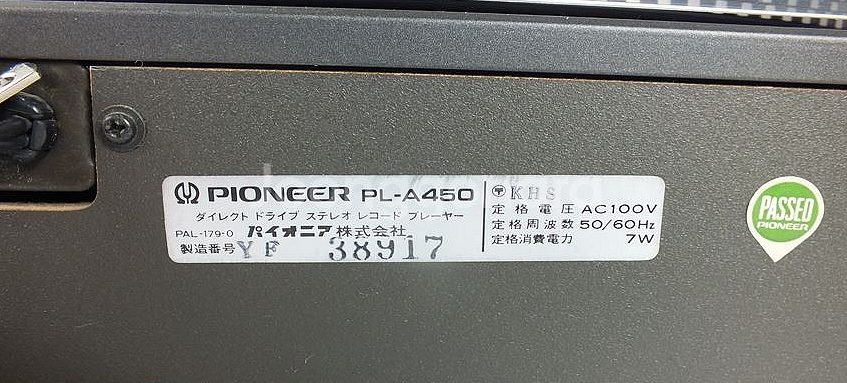 PIONEER PL-A450
ダイレクト ドライブ ステレオ レコード プレーヤー
PAL-179-0 パイオニア株式会社
製造番号 YF 38917
〒 KHS
定格電圧 AC100V
定格周波数 50/60Hz
定格消費電力 7W
PASSED
PIONEER